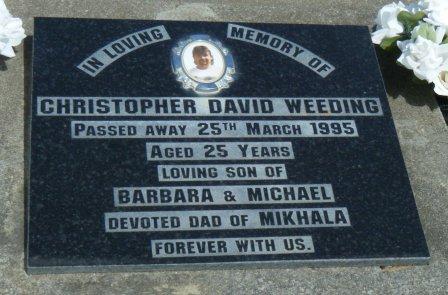 IN LOVING MEMORY OF
CHRISTOPHER DAVID WEEDING
PASSED AWAY 25TH MARCH 1995
AGED 25 YEARS
LOVING SON OF
BARBARA & MICHAEL
DEVOTED DAD OF MIKHALA
FOREVER WITH US.